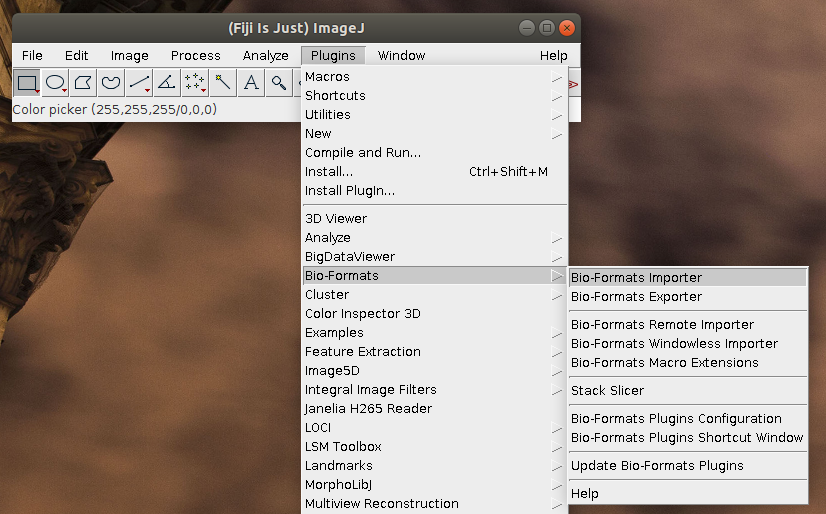 (Fiji Is Just) ImageJ
File Edit Image Process Analyze Plugins Window Help
A
Color picker (255,255,255/0,0,0)
Macros
Shortcuts
Utilities
New
Compile and Run...
Install... Ctrl+Shift+M
Install PlugIn...
3D Viewer
Analyze
BigDataViewer
Bio-Formats
Cluster
Color Inspector 3D
Examples
Feature Extraction
Image5D
Integral Image Filters
Janelia H265 Reader
LOCI
LSM Toolbox
Landmarks
MorphoLibJ
Multiview Reconstruction
Bio-Formats Importer
Bio-Formats Exporter
Bio-Formats Remote Importer
Bio-Formats Windowless Importer
Bio-Formats Macro Extensions
Stack Slicer
Bio-Formats Plugins Configuration
Bio-Formats Plugins Shortcut Window
Update Bio-Formats Plugins
Help